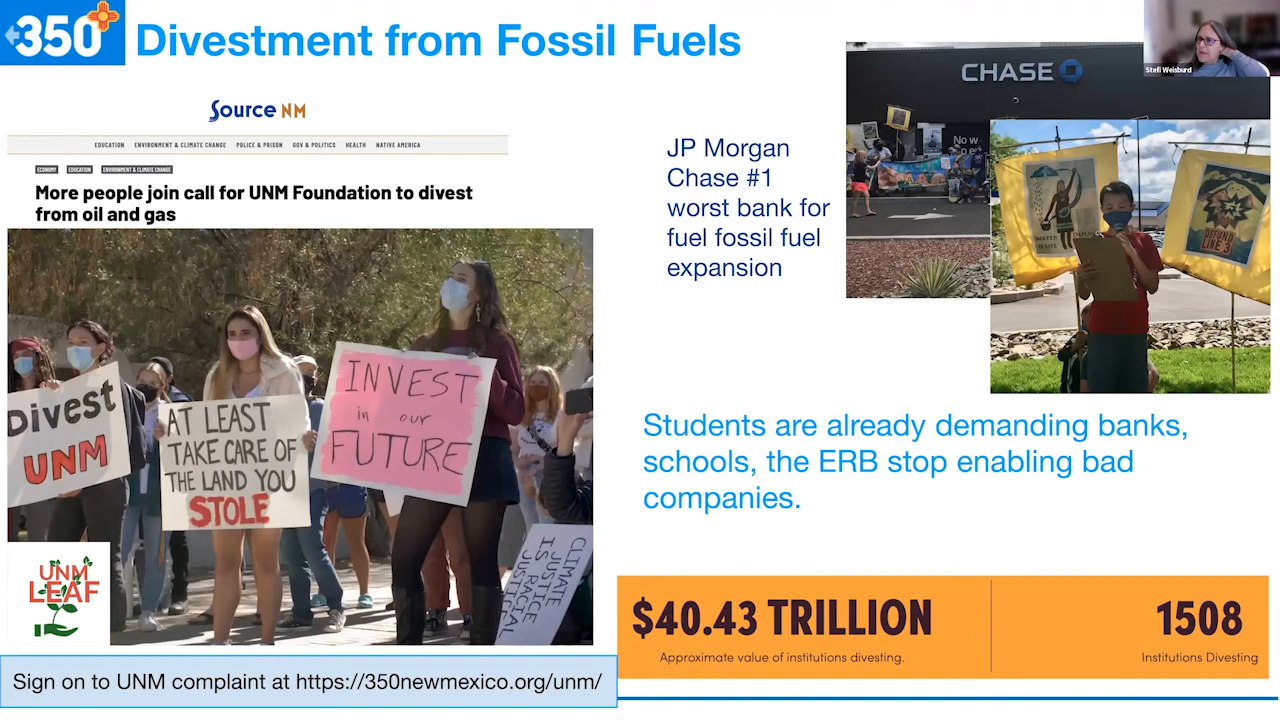 350
Divestment from Fossil Fuels
Stefi Weisburd
Source NM
EDUCATION ENVIRONMENT & CLIMATE CHANGE POLICE & PRISON GOV & POLITICS HEALTH NATIVE AMERICA
ECONOMY EDUCATION ENVIRONMENT & CLIMATE CHANGE
More people join call for UNM Foundation to divest
from oil and gas
CHASE
No w
JP Morgan
Chase #1
worst bank for
fuel fossil fuel
expansion
WATER
DEFUND
LINE 3
Divest
UNM
AT LEAST
TAKE CARE OF
THE LAND YOU
STOLE
INVEST
in our
FUTURE
CLIMATE
JUSTICE
IS RACIAL
JUSTICE
UNM
LEAF
Students are already demanding banks,
schools, the ERB stop enabling bad
companies.
$40.43 TRILLION
Approximate value of institutions divesting.
1508
Institutions Divesting
Sign on to UNM complaint at https://350newmexico.org/unm/